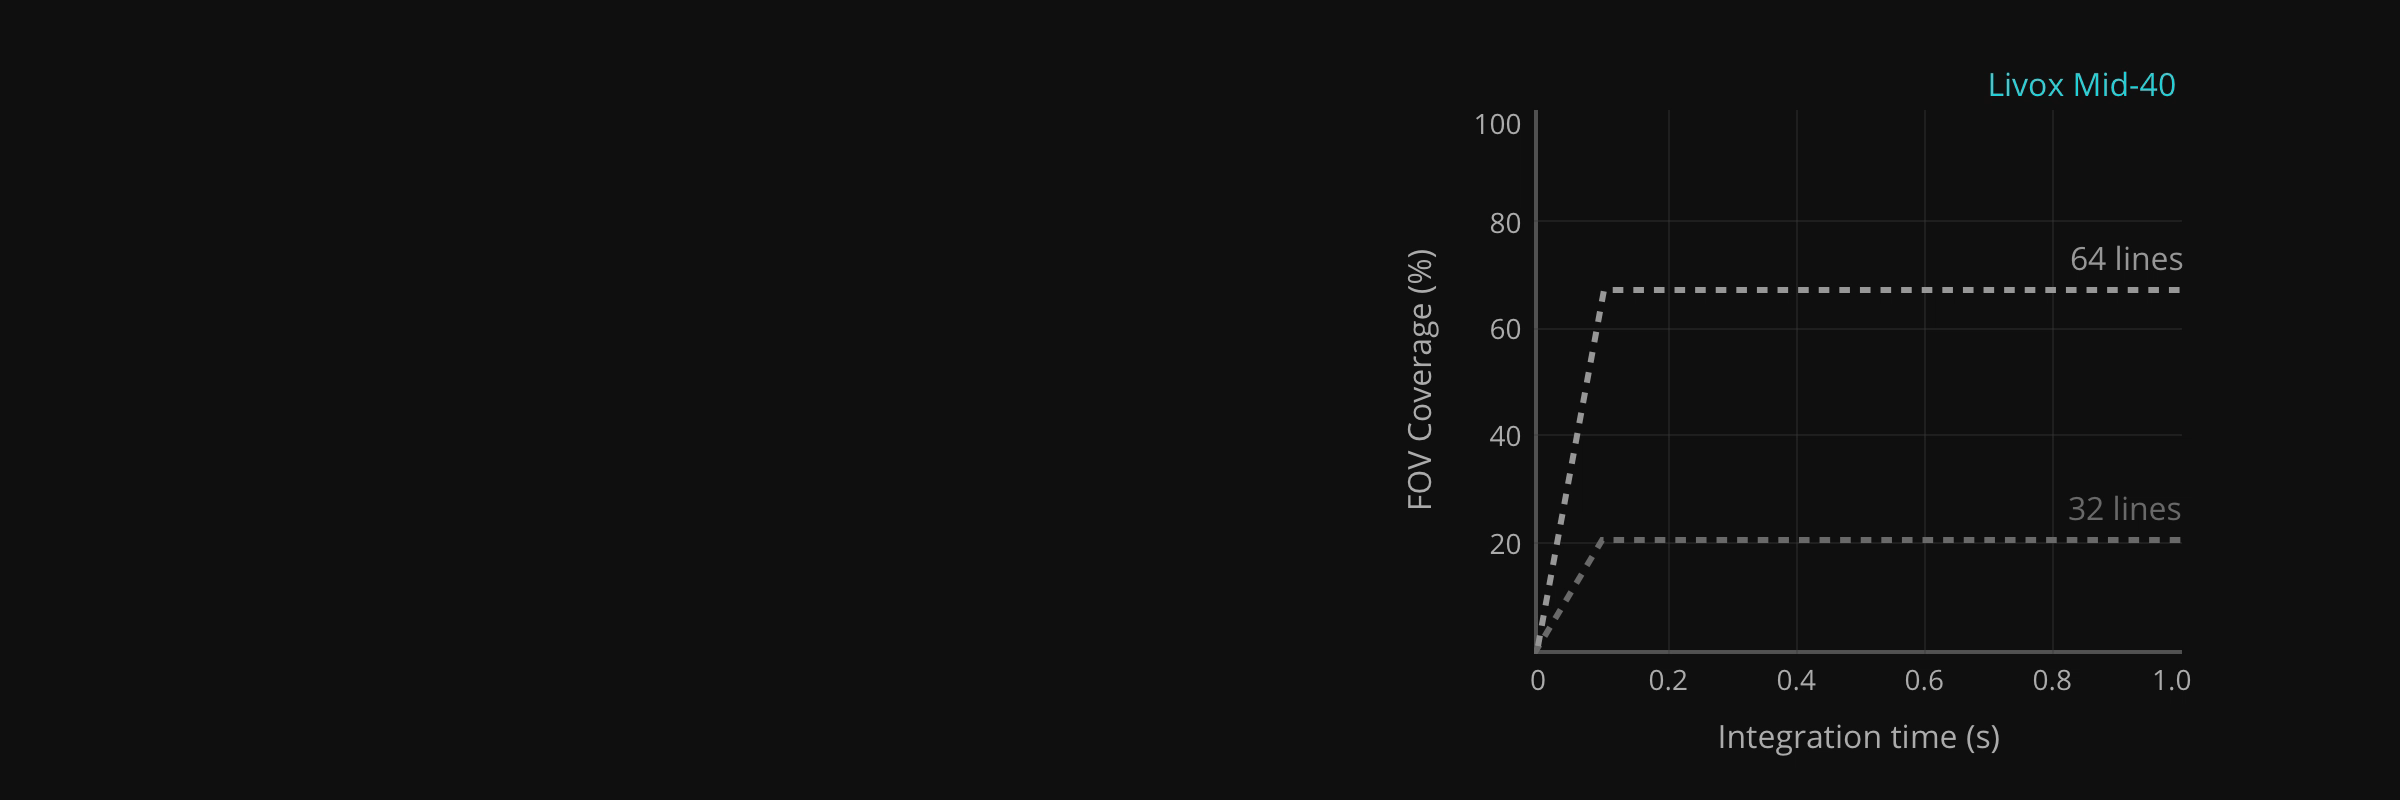 Livox Mid-40
100
80
64 lines
60
FOV Coverage (%)
40
32 lines
20
0 0.2 0.4 0.6 0.8 1.0
Integration time (s)